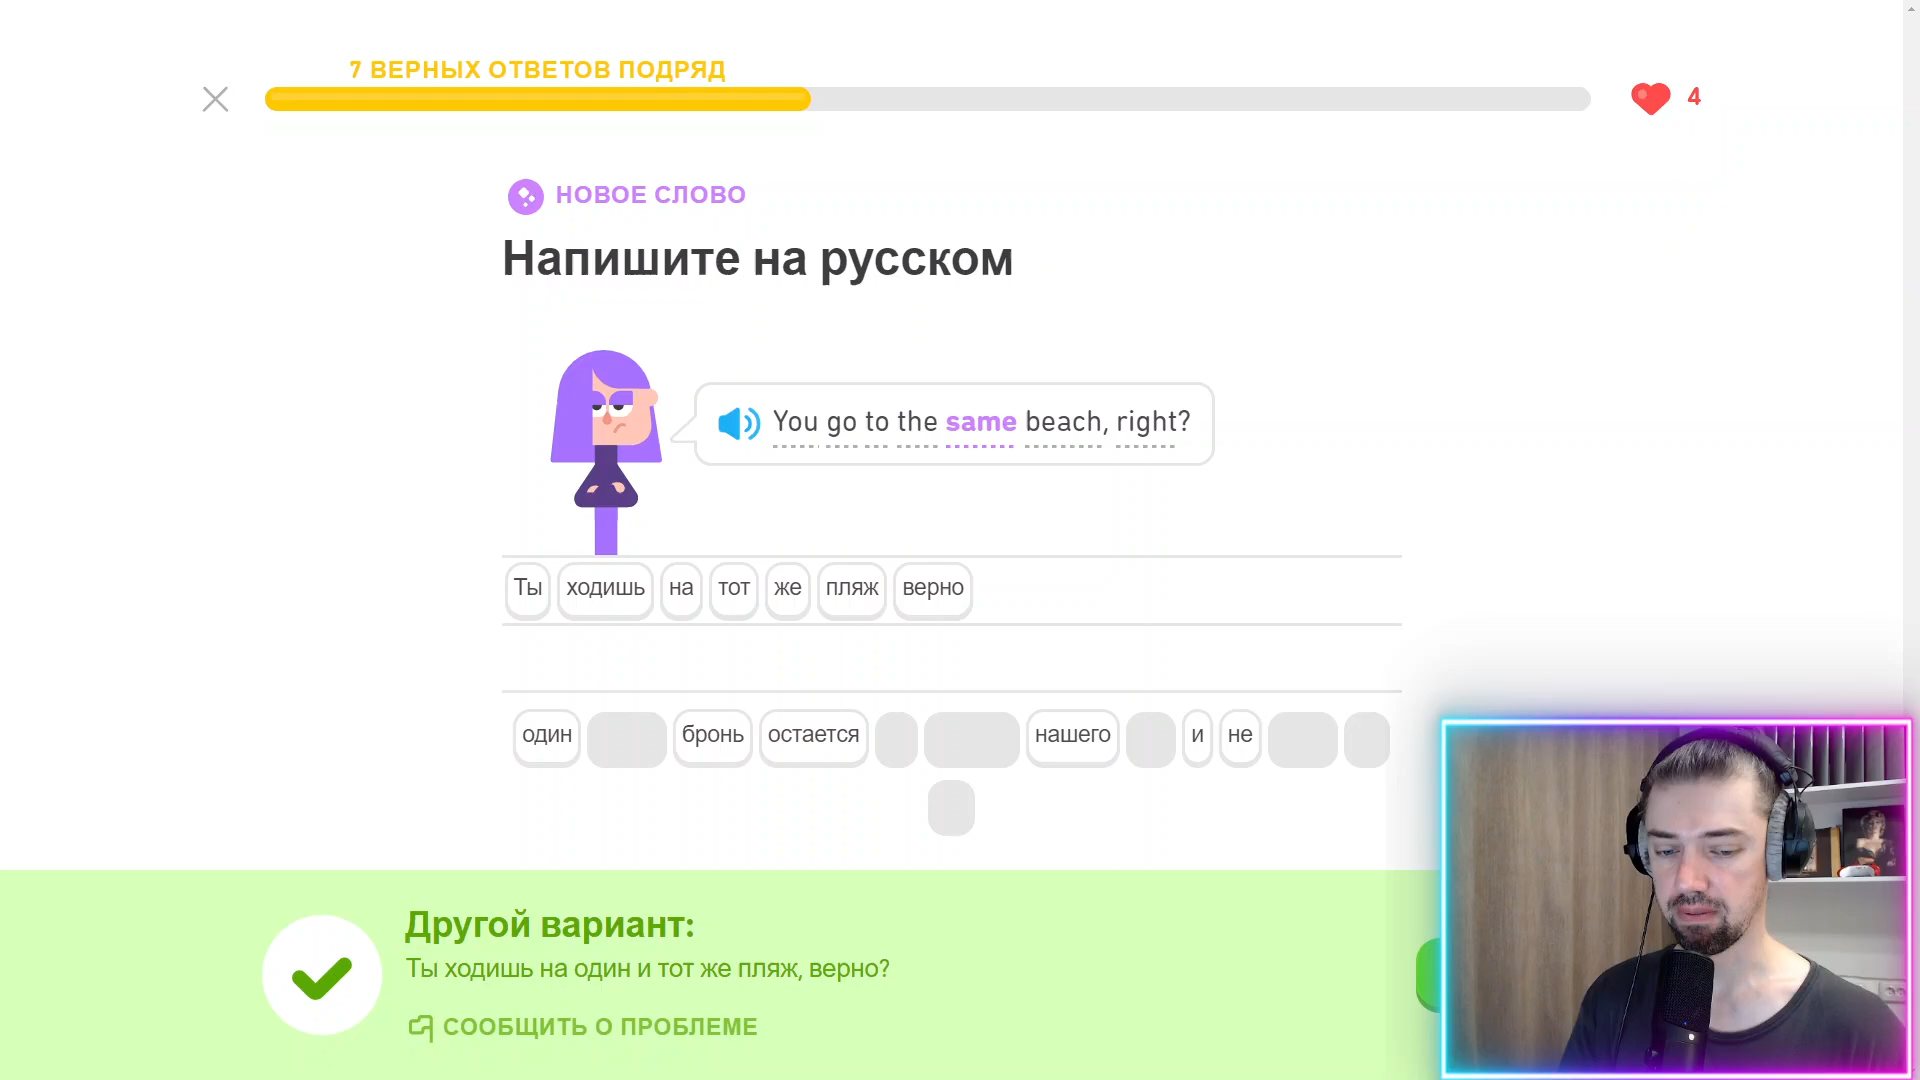 7 ВЕРНЫХ ОТВЕТОВ ПОДРЯД
4
НОВОЕ СЛОВО
Напишите на русском
You go to the same beach, right?
Ты ходишь на тот же пляж верно
один бронь остается нашего и не
Другой вариант:
Ты ходишь на один и тот же пляж, верно?
СООБЩИТЬ О ПРОБЛЕМЕ